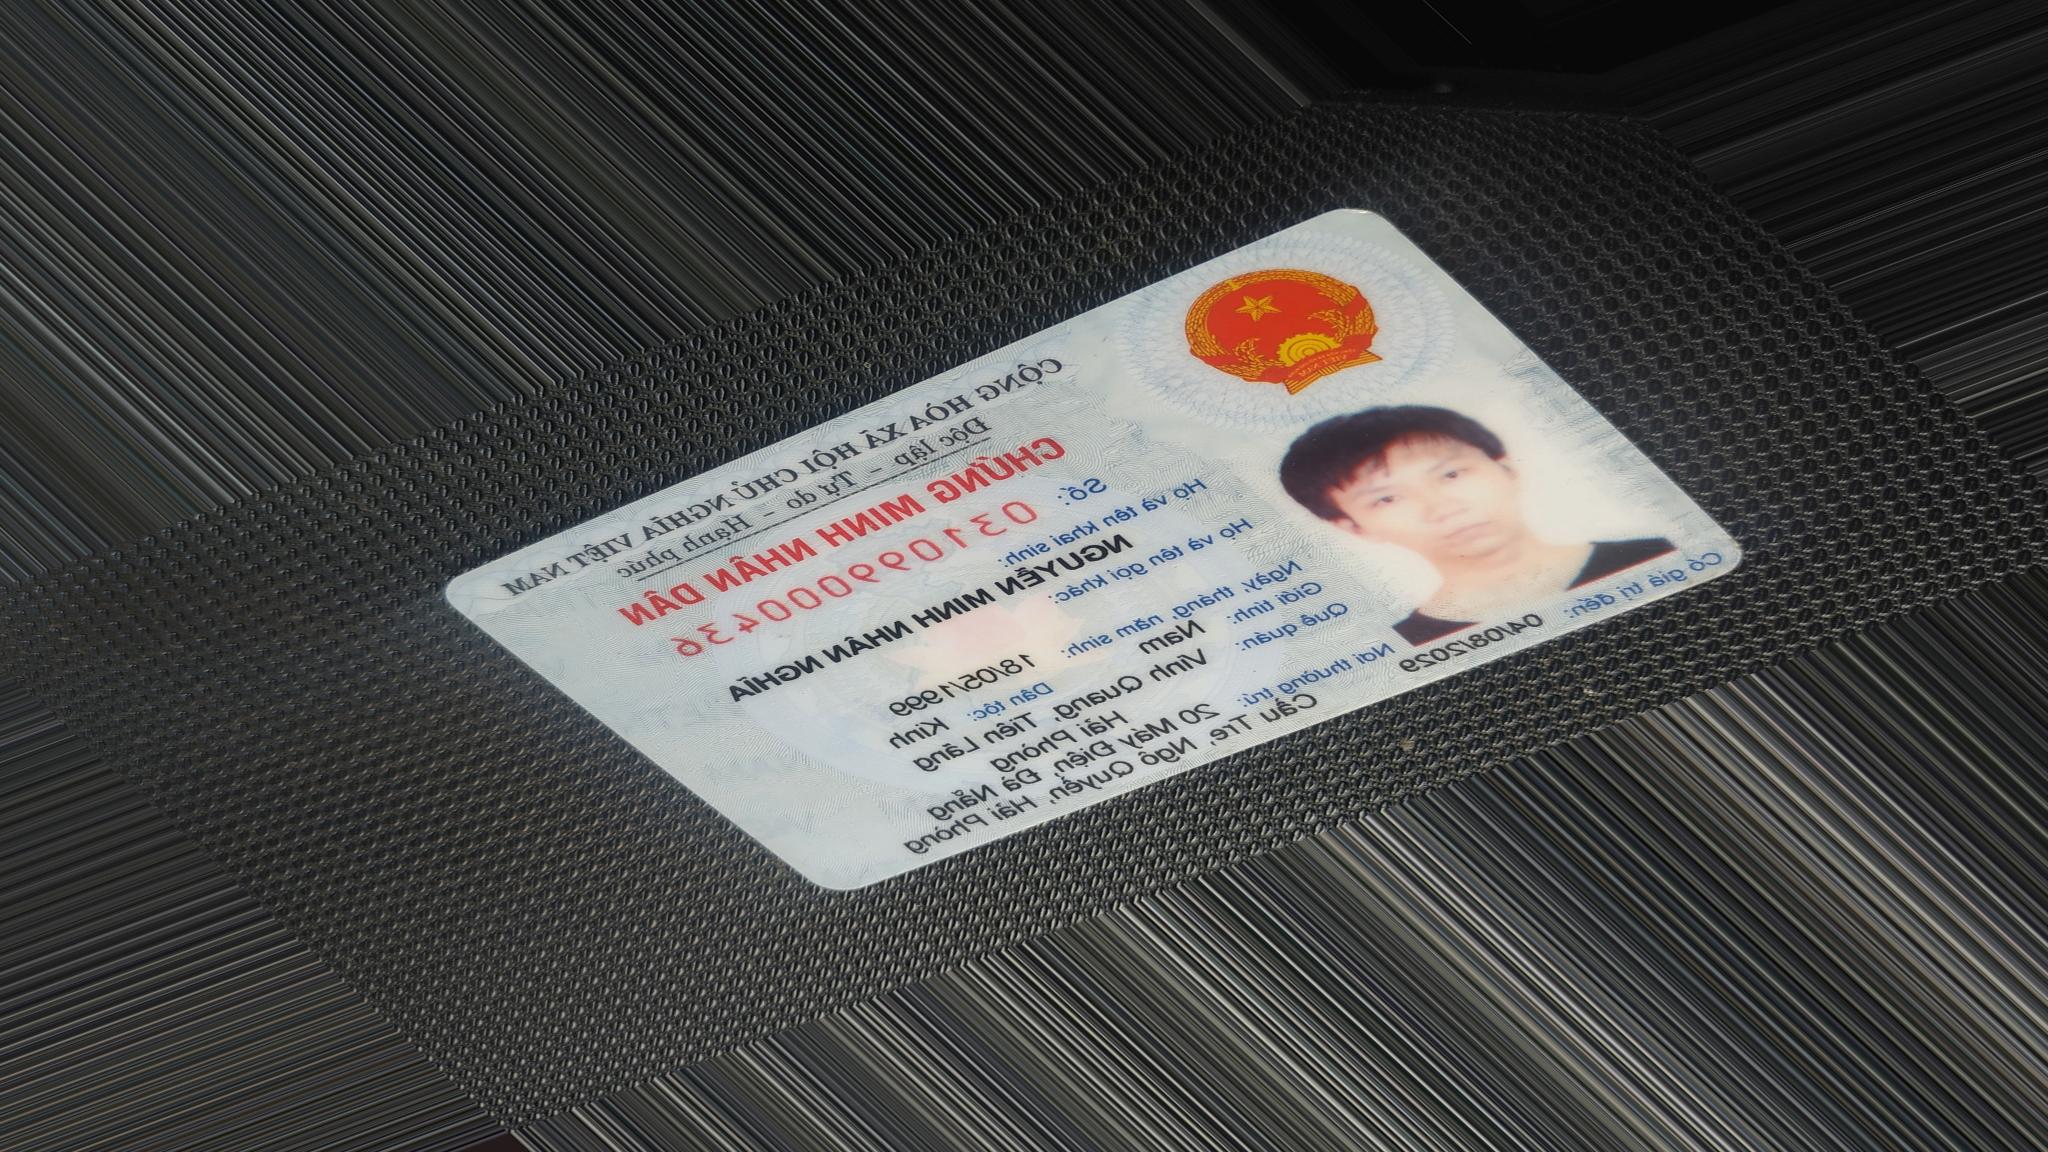 CỘNG HÒA XÃ HỘI CHỦ NGHĨA VIỆT NAM
Độc lập - Tự do - Hạnh phúc
CHỨNG MINH NHÂN DÂN
Số: 031099000436
Họ và tên khai sinh:
NGUYỄN MINH NHÂN NGHĨA
Họ và tên gọi khác:
Ngày, tháng, năm sinh: 18/05/1999
Giới tính: Nam Dân tộc: Kinh
Quê quán: Vinh Quang, Tiên Lãng
Hải Phòng
Nơi thường trú: 20 Máy Điện, Đà Nẵng
Cầu Tre, Ngô Quyền, Hải Phòng
Có giá trị đến: 04/08/2029